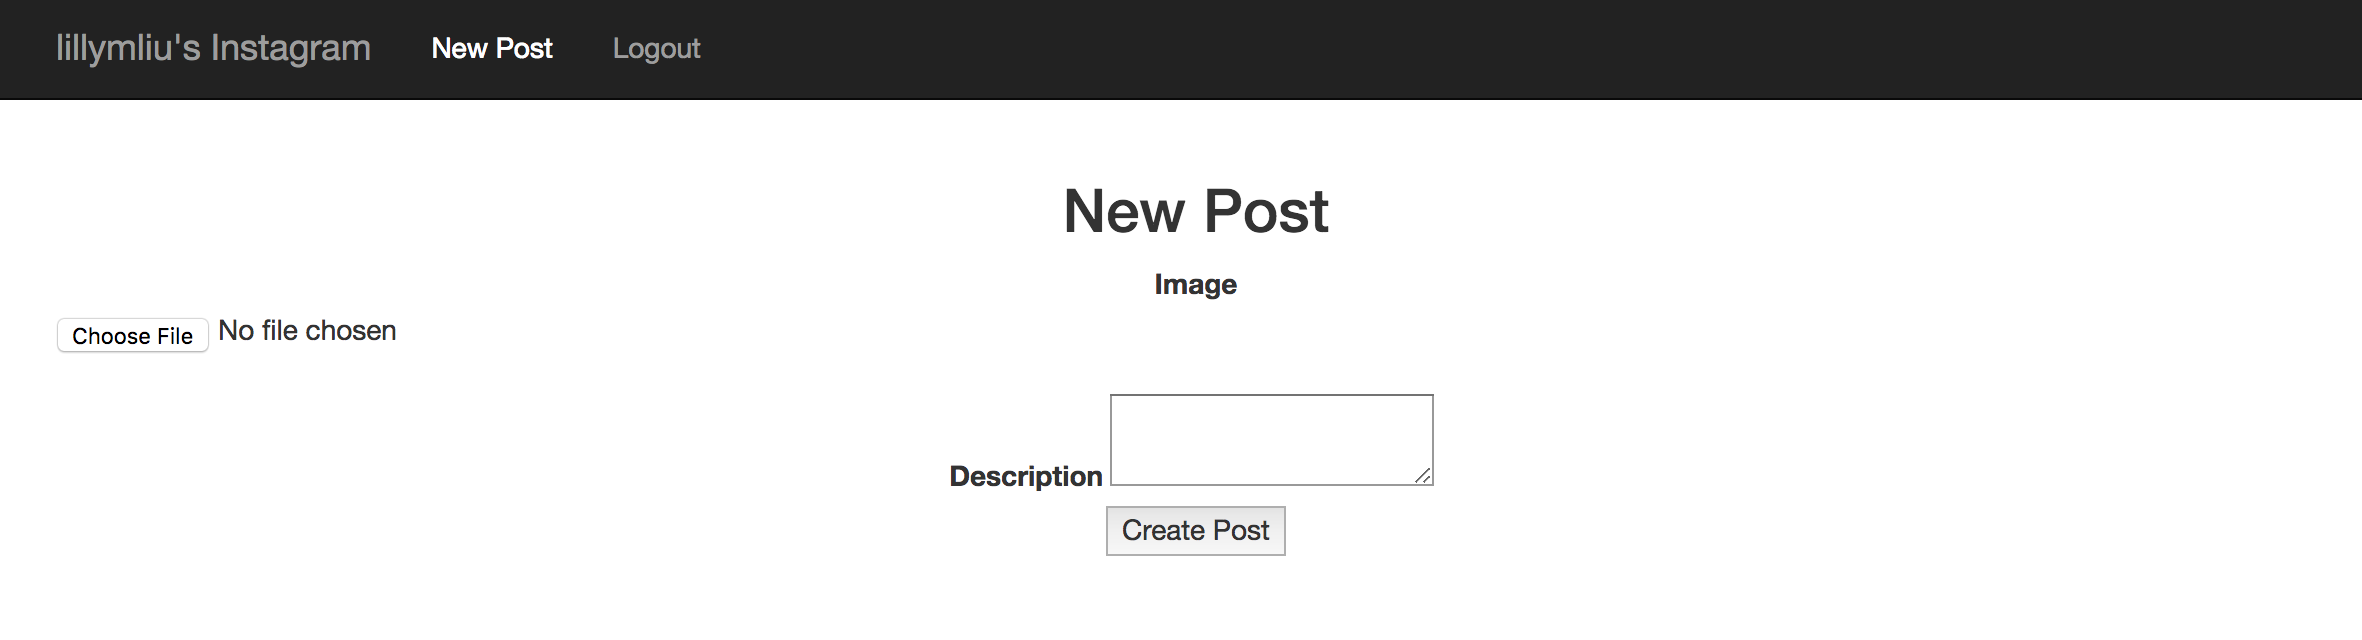 lillymliu's Instagram New Post Logout
New Post
Image
Choose File No file chosen
Description
Create Post